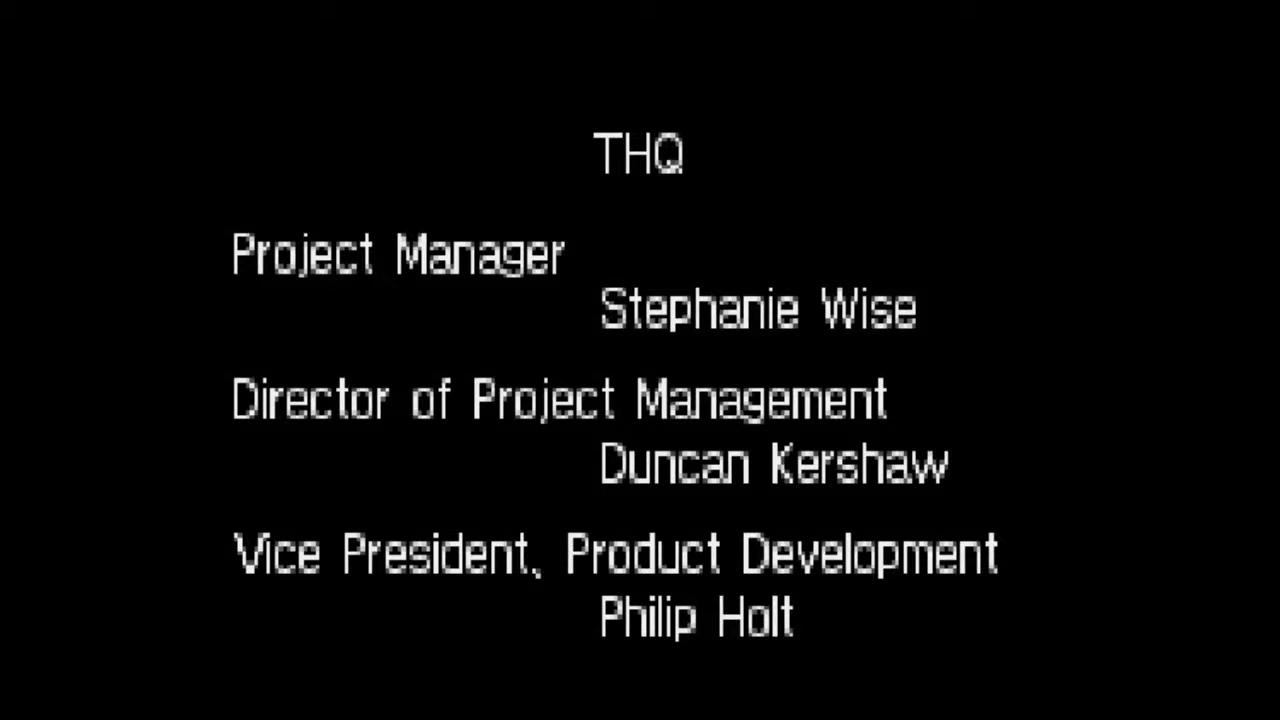 THQ
Project Manager
Stephanie Wise
Director of Project Management
Duncan Kershaw
Vice President, Product Development
Philip Holt